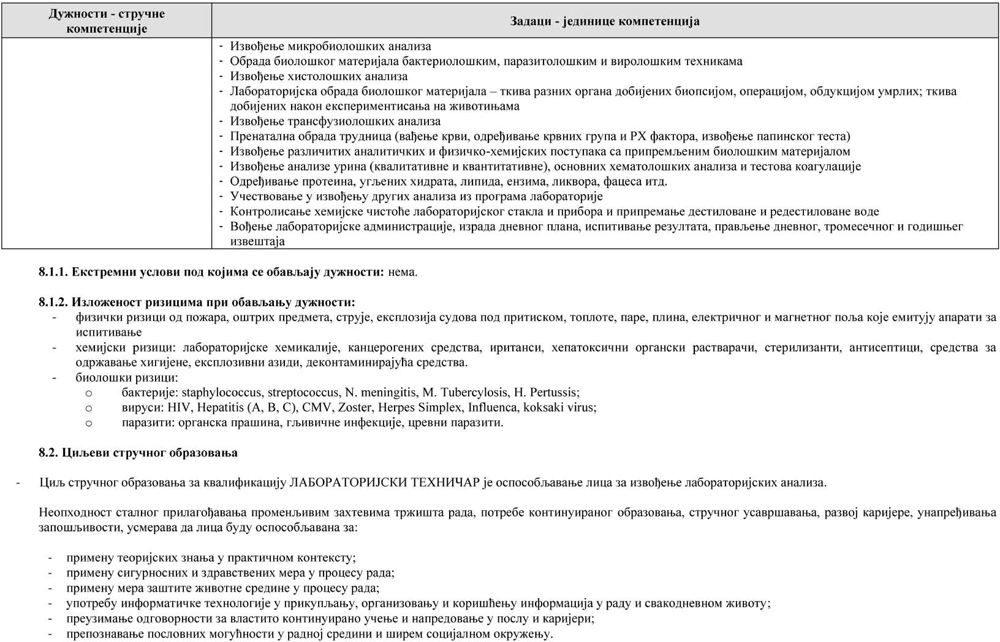 Дужности - стручне
компетенције
Задаци - јединице компетенција
- Извођење микробиолошких анализа
- Обрада биолошког материјала бактериолошким, паразитолошким и виролошким техникама
- Извођење хистолошких анализа
- Лабораторијска обрада биолошког материјала – ткива разних органа добијених биопсијом, операцијом, обдукцијом умрлих; ткива
добијених након експериментисања на животињама
- Извођење трансфузиолошких анализа
- Пренатална обрада трудница (вађење крви, одређивање крвних група и РХ фактора, извођење папинског теста)
- Извођење различитих аналитичких и физичко-хемијских поступака са припремљеним биолошким материјалом
- Извођење анализе урина (квалитативне и квантитативне), основних хематолошких анализа и тестова коагулације
- Одређивање протеина, угљених хидрата, липида, ензима, ликвора, фацеса итд.
- Учествовање у извођењу других анализа из програма лабораторије
- Контролисање хемијске чистоће лабораторијског стакла и прибора и припремање дестиловане и редестиловане воде
- Вођење лабораторијске администрације, израда дневног плана, испитивање резултата, прављење дневног, тромесечног и годишњег
извештаја
8.1.1. Екстремни услови под којима се обављају дужности: нема.
8.1.2. Изложеност ризицима при обављању дужности:
- физички ризици од пожара, оштрих предмета, струје, експлозија судова под притиском, топлоте, паре, плина, електричног и магнетног поља које емитују апарати за
испитивање
- хемијски ризици: лабораторијске хемикалије, канцерогених средства, иританси, хепатоксични органски растварачи, стерилизанти, антисептици, средства за
одржавање хигијене, експлозивни азиди, деконтаминирајућа средства.
- биолошки ризици:
o бактерије: staphylococcus, streptococcus, N. meningitis, M. Tubercylosis, H. Pertussis;
o вируси: HIV, Hepatitis (A, B, C), CMV, Zoster, Herpes Simplex, Influenca, koksaki virus;
o паразити: органска прашина, гљивичне инфекције, цревни паразити.
8.2. Циљеви стручног образовања
- Циљ стручног образовања за квалификацију ЛАБОРАТОРИЈСКИ ТЕХНИЧАР је оспособљавање лица за извођење лабораторијских анализа.
Неопходност сталног прилагођавања променљивим захтевима тржишта рада, потребе континуираног образовања, стручног усавршавања, развој каријере, унапређивања
запошљивости, усмерава да лица буду оспособљавана за:
- примену теоријских знања у практичном контексту;
- примену сигурносних и здравствених мера у процесу рада;
- примену мера заштите животне средине у процесу рада;
- употребу информатичке технологије у прикупљању, организовању и коришћењу информација у раду и свакодневном животу;
- преузимање одговорности за властито континуирано учење и напредовање у послу и каријери;
- препознавање пословних могућности у радној средини и ширем социјалном окружењу.